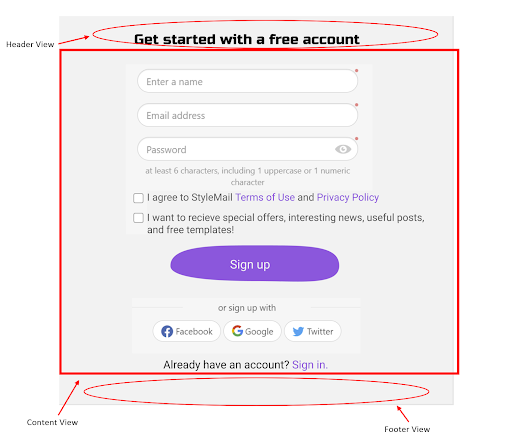 Get started with a free account
Header View
Enter a name
Email address
Password
at least 6 characters, including 1 uppercase or 1 numeric
character
I agree to StyleMail Terms of Use and Privacy Policy
I want to recieve special offers, interesting news, useful posts,
and free templates!
Sign up
or sign up with
Facebook Google Twitter
Already have an account? Sign in.
Content View
Footer View